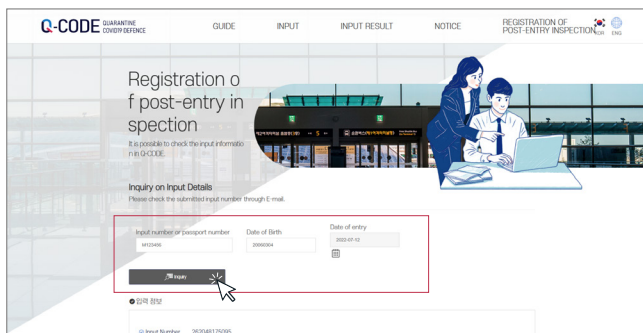 Q-CODE QUARANTINE COVID19 DEFENCE
GUIDE
INPUT
INPUT RESULT
NOTICE
REGISTRATION OF
POST-ENTRY INSPECTION
KOR ENG
Registration o
f post-entry in
spection
It is possible to check the input informatio
n in Q-CODE.
Inquiry on Input Details
Please check the submitted input number through E-mail.
Input number or passport number
Date of Birth
Date of entry
M123456
2022-07-12
Inquiry
입력 정보
Input Number 262048175095